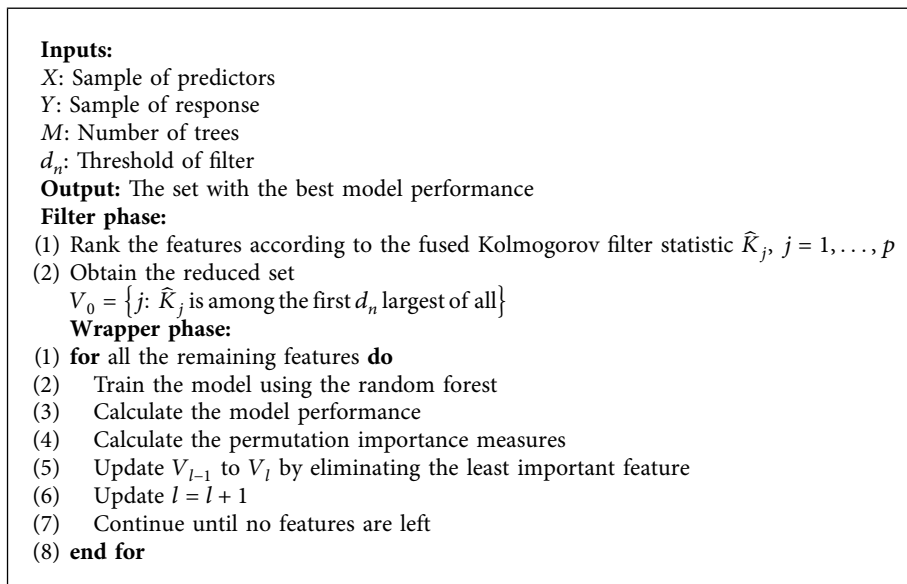 Inputs:
X: Sample of predictors
Y: Sample of response
M: Number of trees
dₙ: Threshold of filter
Output: The set with the best model performance
Filter phase:
(1) Rank the features according to the fused Kolmogorov filter statistic K̂ⱼ, j = 1, . . . , p
(2) Obtain the reduced set
V₀ = {j: K̂ⱼ is among the first dₙ largest of all}
Wrapper phase:
(1) for all the remaining features do
(2) Train the model using the random forest
(3) Calculate the model performance
(4) Calculate the permutation importance measures
(5) Update Vₗ₋₁ to Vₗ by eliminating the least important feature
(6) Update l = l + 1
(7) Continue until no features are left
(8) end for